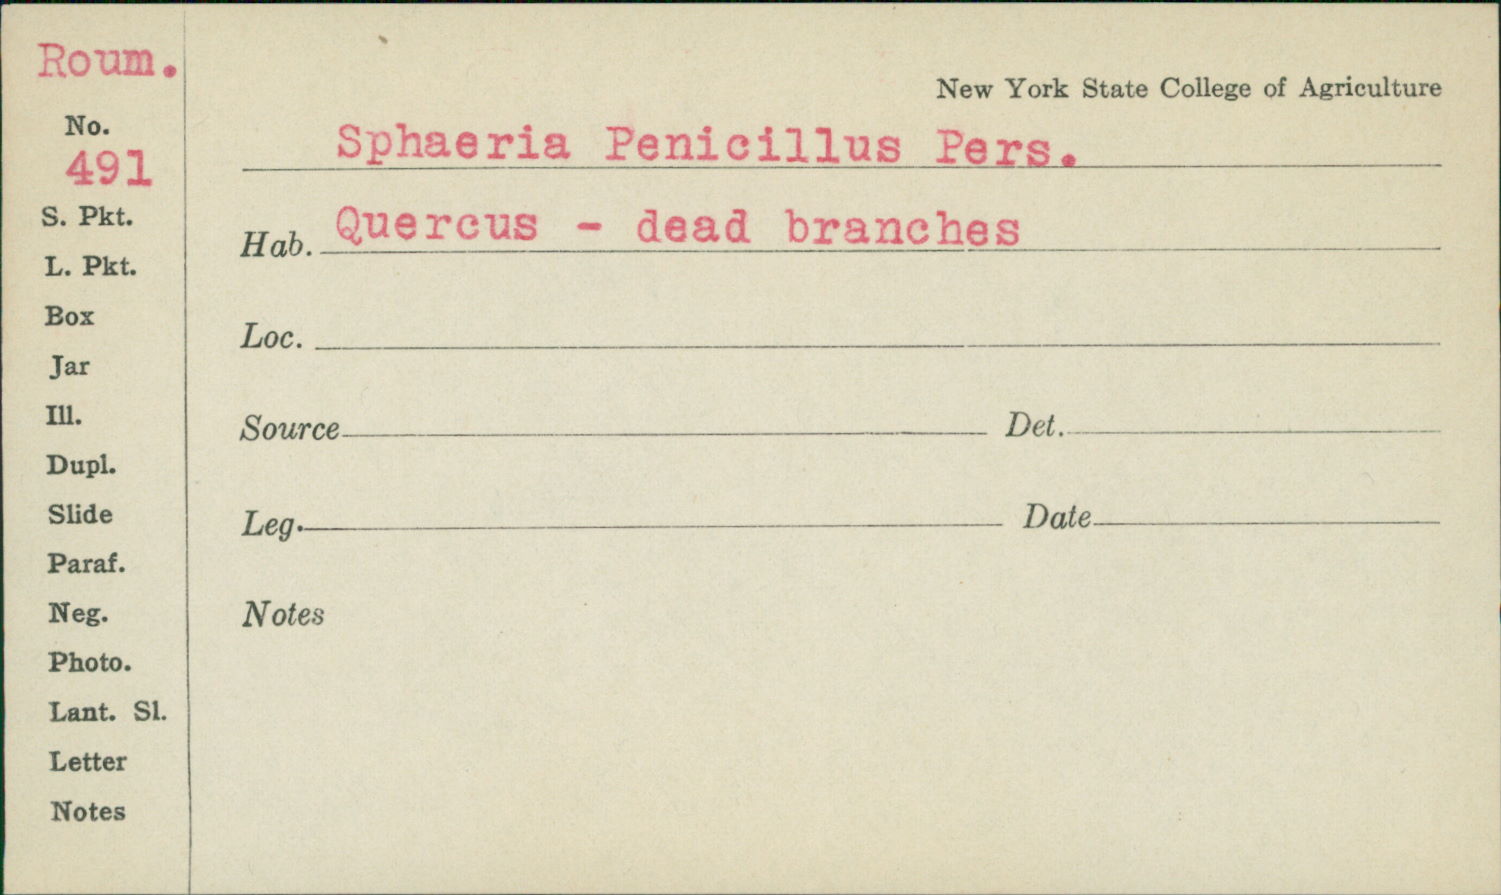 Roum.
New York State College of Agriculture
No.
491
Sphaeria Penicillus Pers.
S. Pkt.
Hab. Quercus - dead branches
L. Pkt.
Box
Loc.
Jar
Ill.
Source Det.
Dupl.
Slide
Leg. Date
Paraf.
Neg.
Notes
Photo.
Lant. Sl.
Letter
Notes